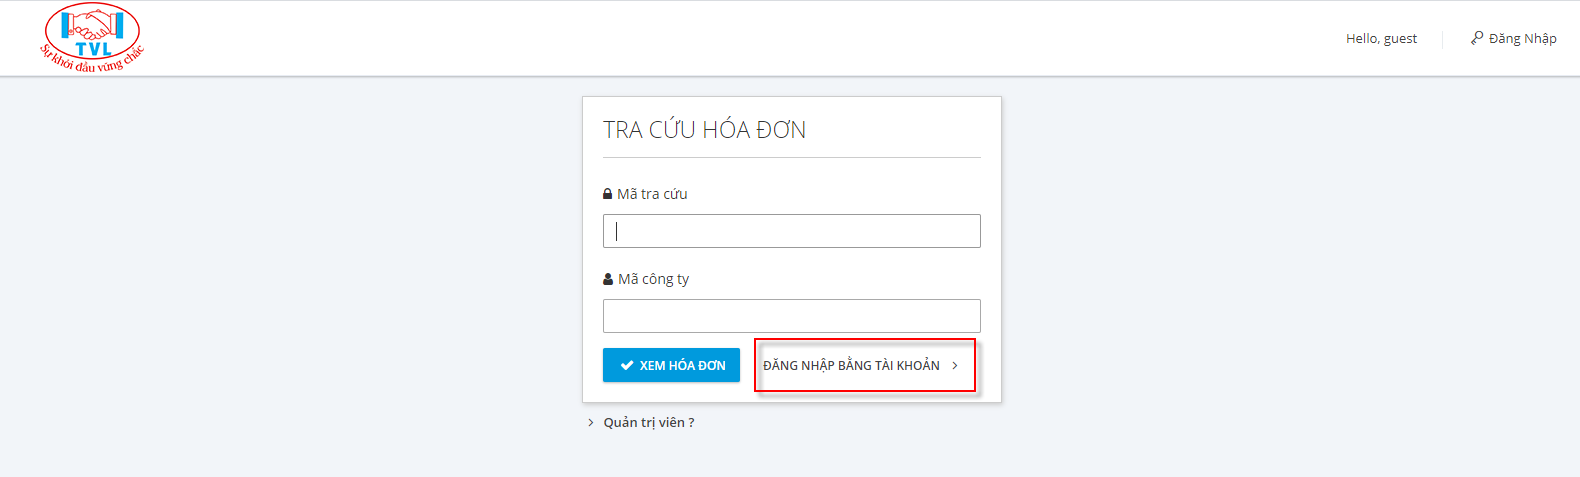 TVL
Sự khởi đầu vững chắc
Hello, guest
Đăng Nhập
TRA CỨU HÓA ĐƠN
Mã tra cứu
Mã công ty
XEM HÓA ĐƠN
ĐĂNG NHẬP BẰNG TÀI KHOẢN
Quản trị viên ?